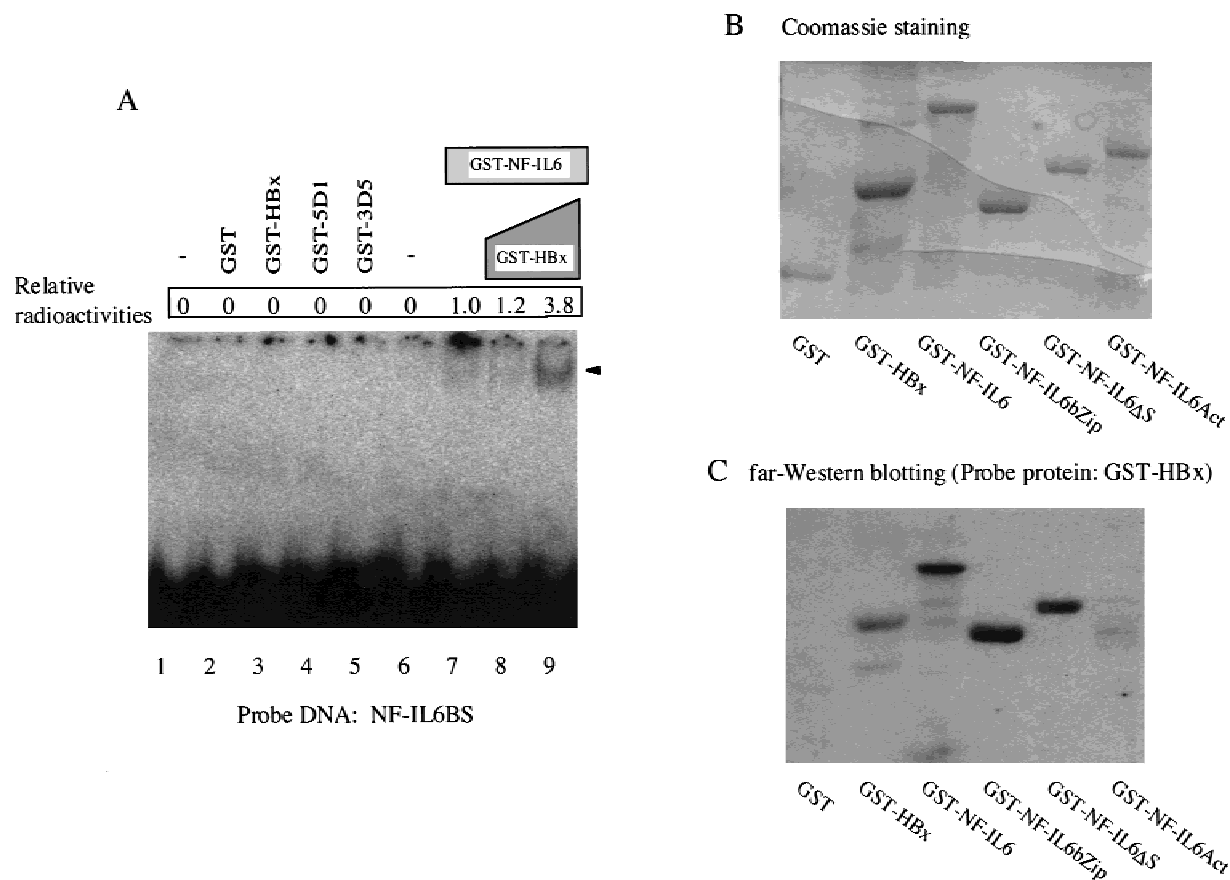 A
GST-NF-IL6
GST-HBx
- GST GST-HBx GST-5D1 GST-3D5 -
Relative
radioactivities
0 0 0 0 0 0 1.0 1.2 3.8
1 2 3 4 5 6 7 8 9
Probe DNA: NF-IL6BS
B Coomassie staining
GST GST-HBx GST-NF-IL6 GST-NF-IL6bZip GST-NF-IL6ΔS GST-NF-IL6Act
C far-Western blotting (Probe protein: GST-HBx)
GST GST-HBx GST-NF-IL6 GST-NF-IL6bZip GST-NF-IL6ΔS GST-NF-IL6Act